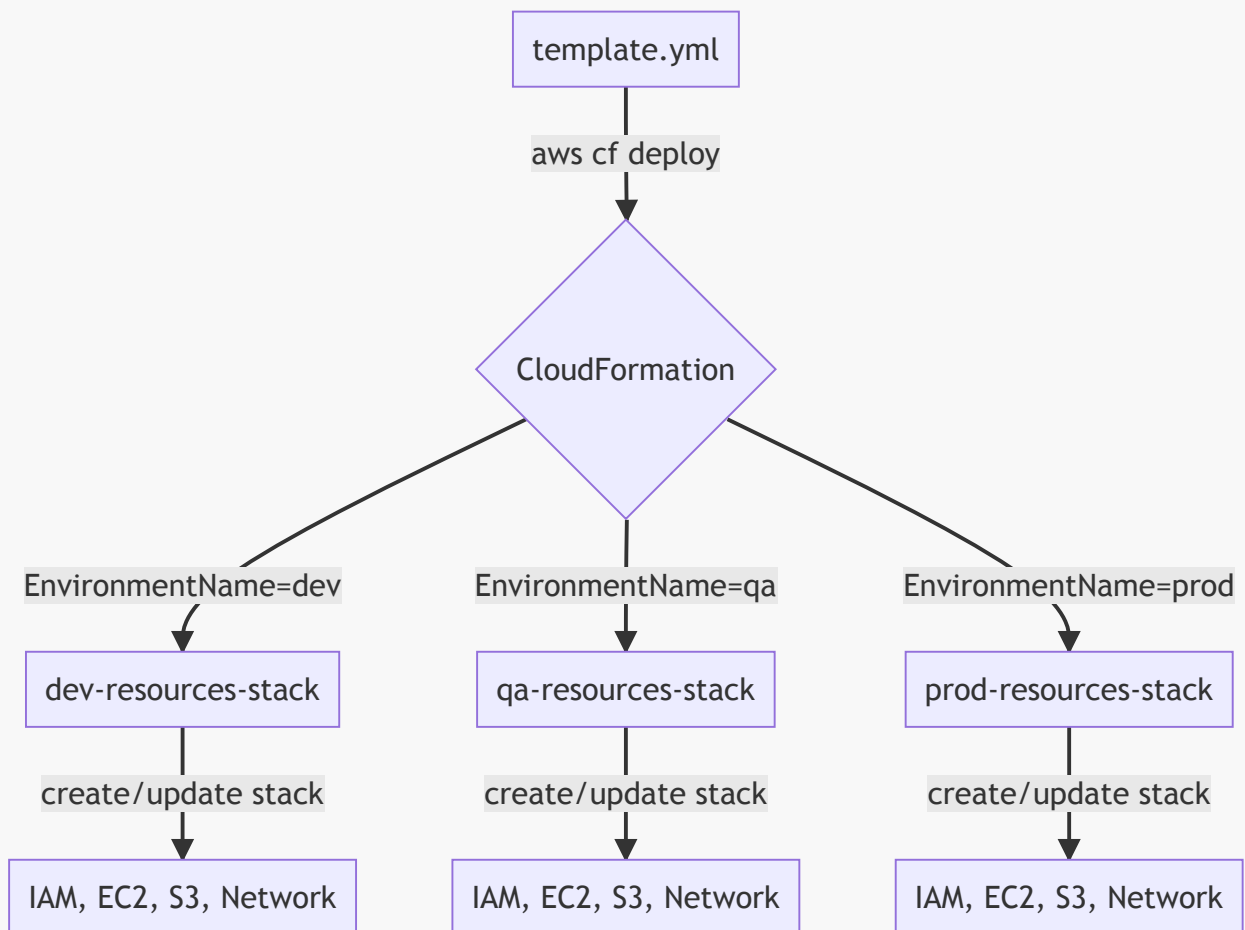 template.yml
aws cf deploy
CloudFormation
EnvironmentName=dev
EnvironmentName=qa
EnvironmentName=prod
dev-resources-stack
qa-resources-stack
prod-resources-stack
create/update stack
create/update stack
create/update stack
IAM, EC2, S3, Network
IAM, EC2, S3, Network
IAM, EC2, S3, Network